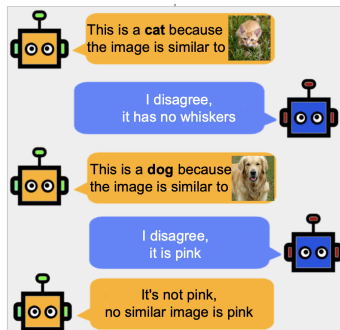 This is a cat because
the image is similar to
I disagree,
it has no whiskers
This is a dog because
the image is similar to
I disagree,
it is pink
It's not pink,
no similar image is pink